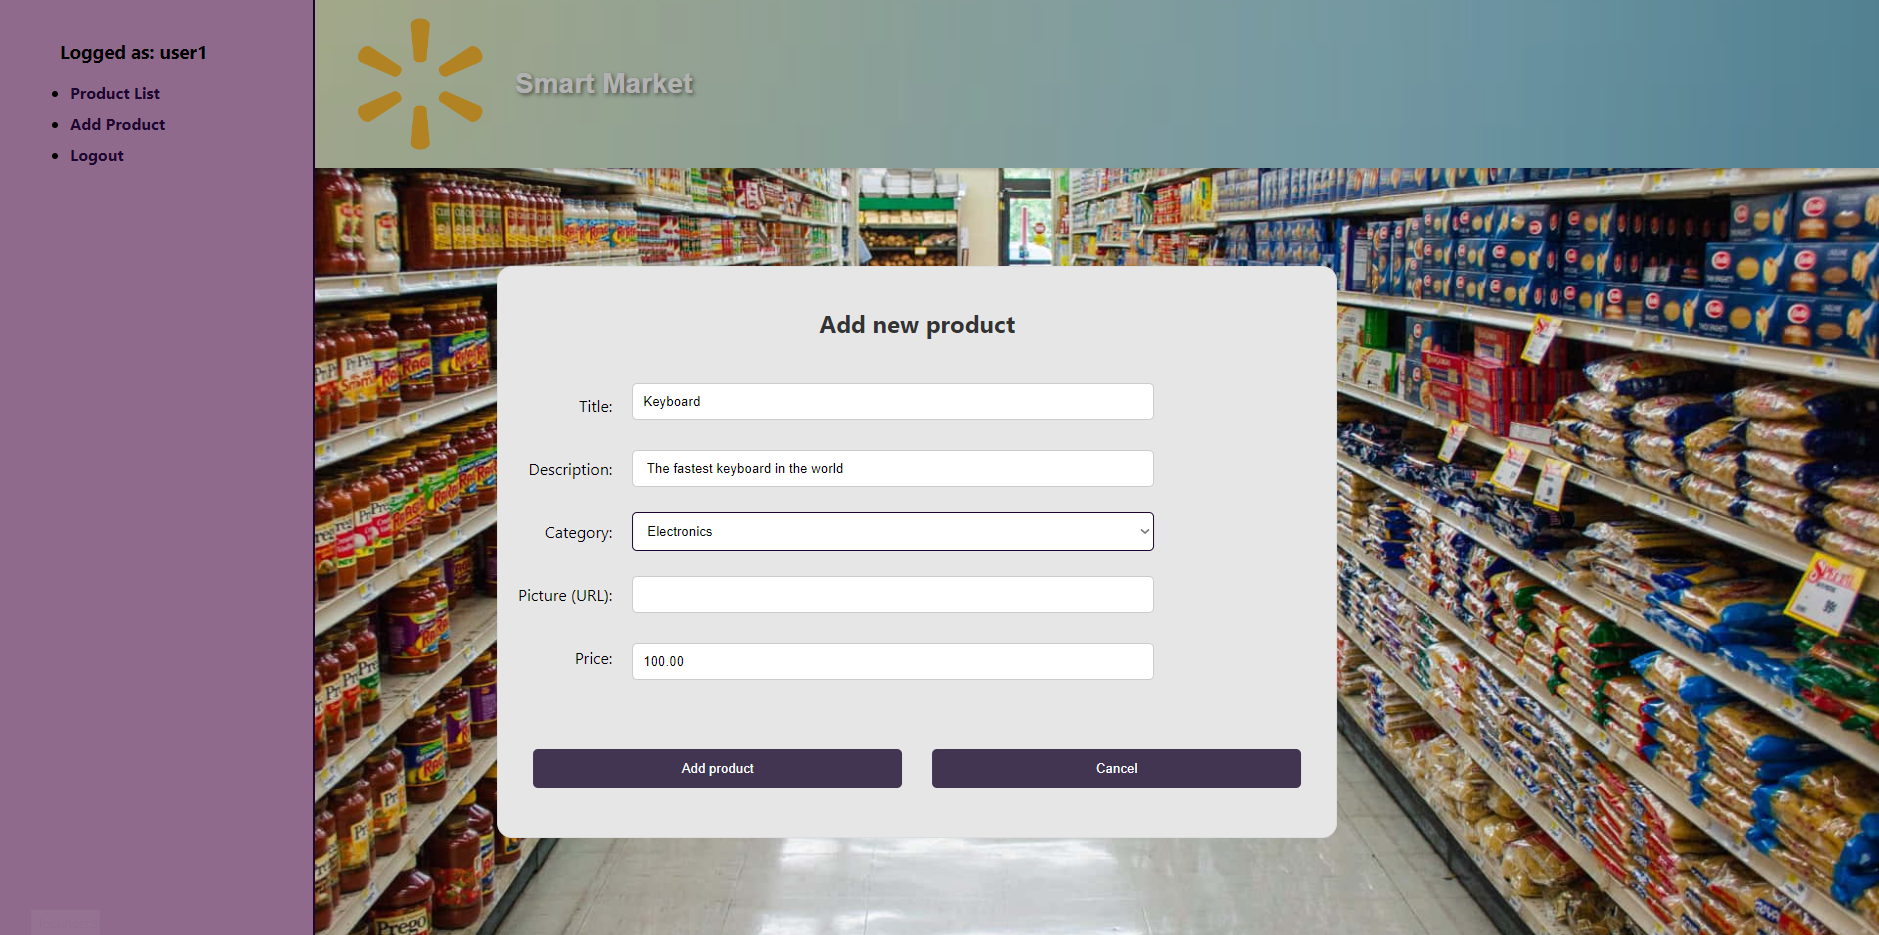 Logged as: user1
Product List
Add Product
Logout
Smart Market
Add new product
Title:
Keyboard
Description:
The fastest keyboard in the world
Category:
Electronics
Picture (URL):
Price:
100.00
Add product
Cancel
Prego